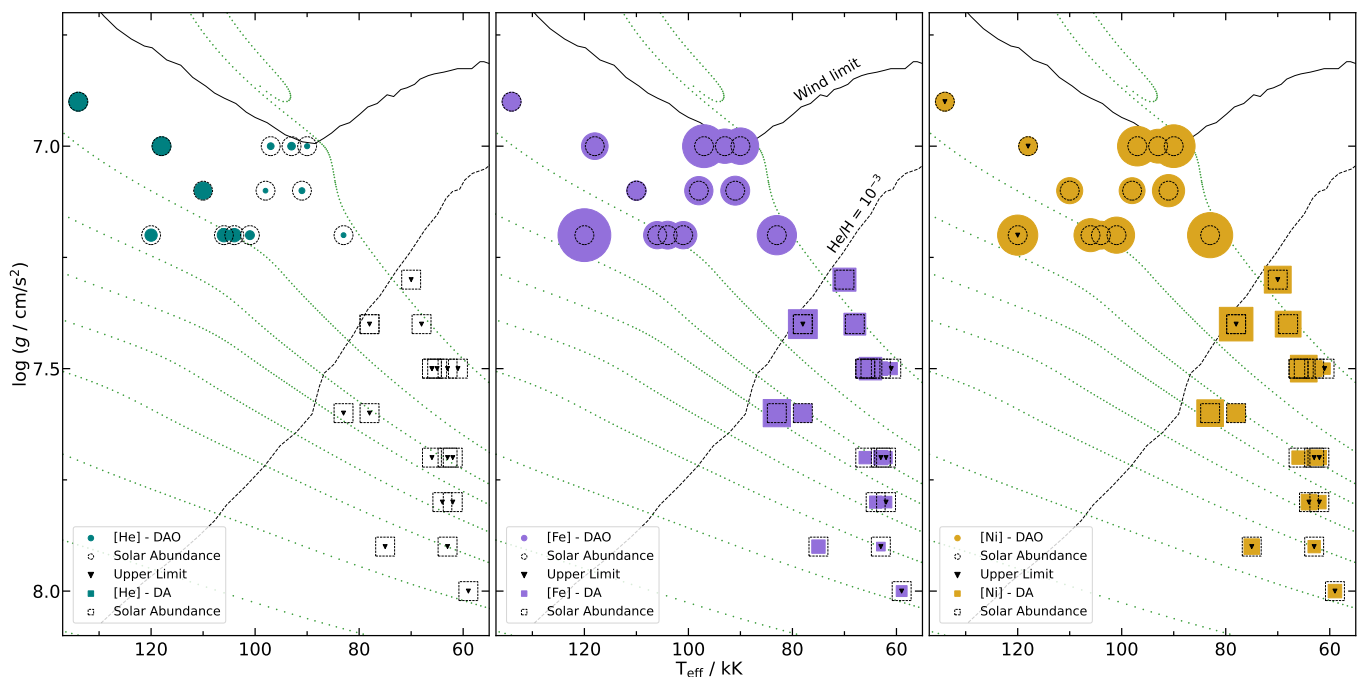 log (g / cm/s²)
7.0
7.5
8.0
[He] - DAO
Solar Abundance
Upper Limit
[He] - DA
Solar Abundance
120
100
80
60
Wind limit
He/H = 10⁻³
[Fe] - DAO
Solar Abundance
Upper Limit
[Fe] - DA
Solar Abundance
120
100
80
60
T_eff / kK
[Ni] - DAO
Solar Abundance
Upper Limit
[Ni] - DA
Solar Abundance
120
100
80
60